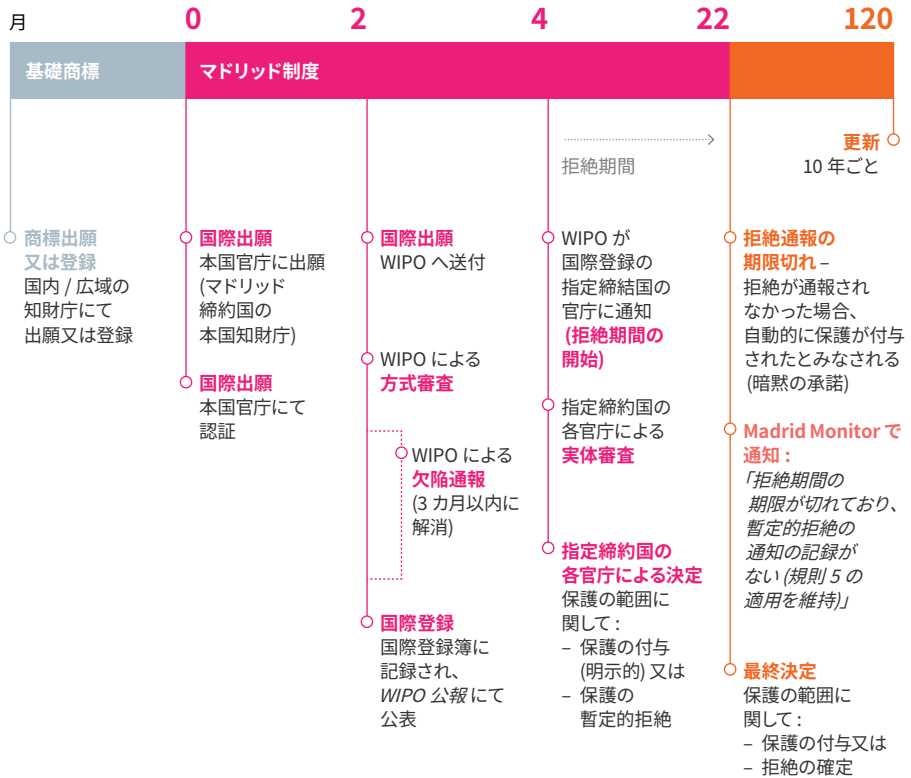 月 0 2 4 22 120
基礎商標
マドリッド制度
拒絶期間
更新
10 年ごと
商標出願
又は登録
国内 / 広域の
知財庁にて
出願又は登録
国際出願
本国官庁に出願
(マドリッド
締約国の
本国知財庁)
国際出願
本国官庁にて
認証
国際出願
WIPO へ送付
WIPO による
方式審査
WIPO による
欠陥通報
(3 カ月以内に
解消)
国際登録
国際登録簿に
記録され、
WIPO 公報 にて
公表
WIPO が
国際登録の
指定締結国の
官庁に通知
(拒絶期間の
開始)
指定締約国の
各官庁による
実体審査
指定締約国の
各官庁による決定
保護の範囲に
関して :
– 保護の付与
(明示的) 又は
– 保護の
暫定的拒絶
拒絶通報の
期限切れ –
拒絶が通報され
なかった場合、
自動的に保護が付与
されたとみなされる
(暗黙の承諾)
Madrid Monitor で
通知 :
「拒絶期間の
期限が切れており、
暫定的拒絶の
通知の記録が
ない (規則 5 の
適用を維持)」
最終決定
保護の範囲に
関して :
– 保護の付与又は
– 拒絶の確定